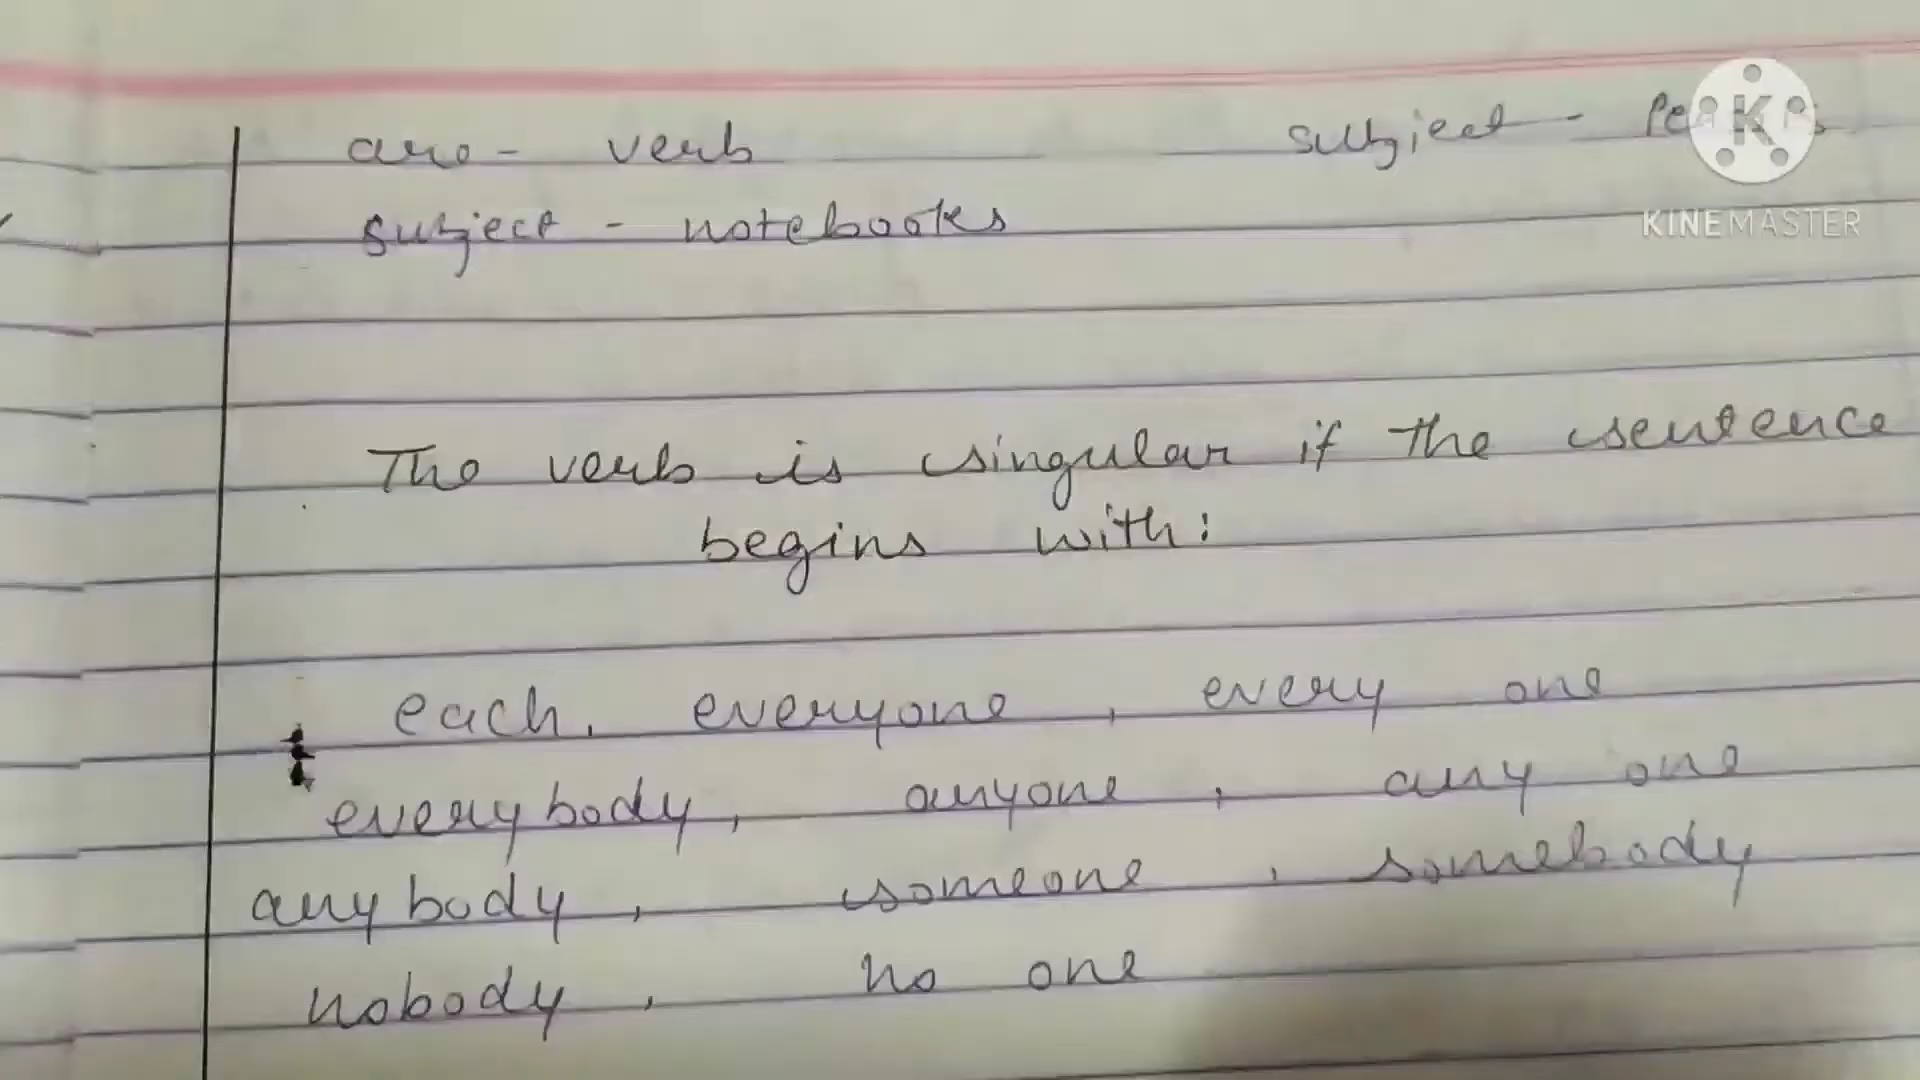 are - verb subject -
subject - notebooks
KINEMASTER
The verb is singular if the sentence
begins with:
each, everyone, every one
everybody, anyone, any one
anybody, someone, somebody
nobody, no one